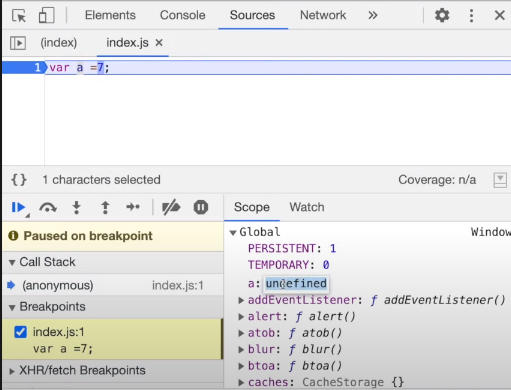 Elements Console Sources Network »
(index) index.js ×
1 var a =7;
{} 1 characters selected Coverage: n/a
Scope Watch
Paused on breakpoint
Call Stack
(anonymous) index.js:1
Breakpoints
index.js:1
var a =7;
XHR/fetch Breakpoints
Global Window
PERSISTENT: 1
TEMPORARY: 0
a: undefined
addEventListener: ƒ addEventListener()
alert: ƒ alert()
atob: ƒ atob()
blur: ƒ blur()
btoa: ƒ btoa()
caches: CacheStorage {}